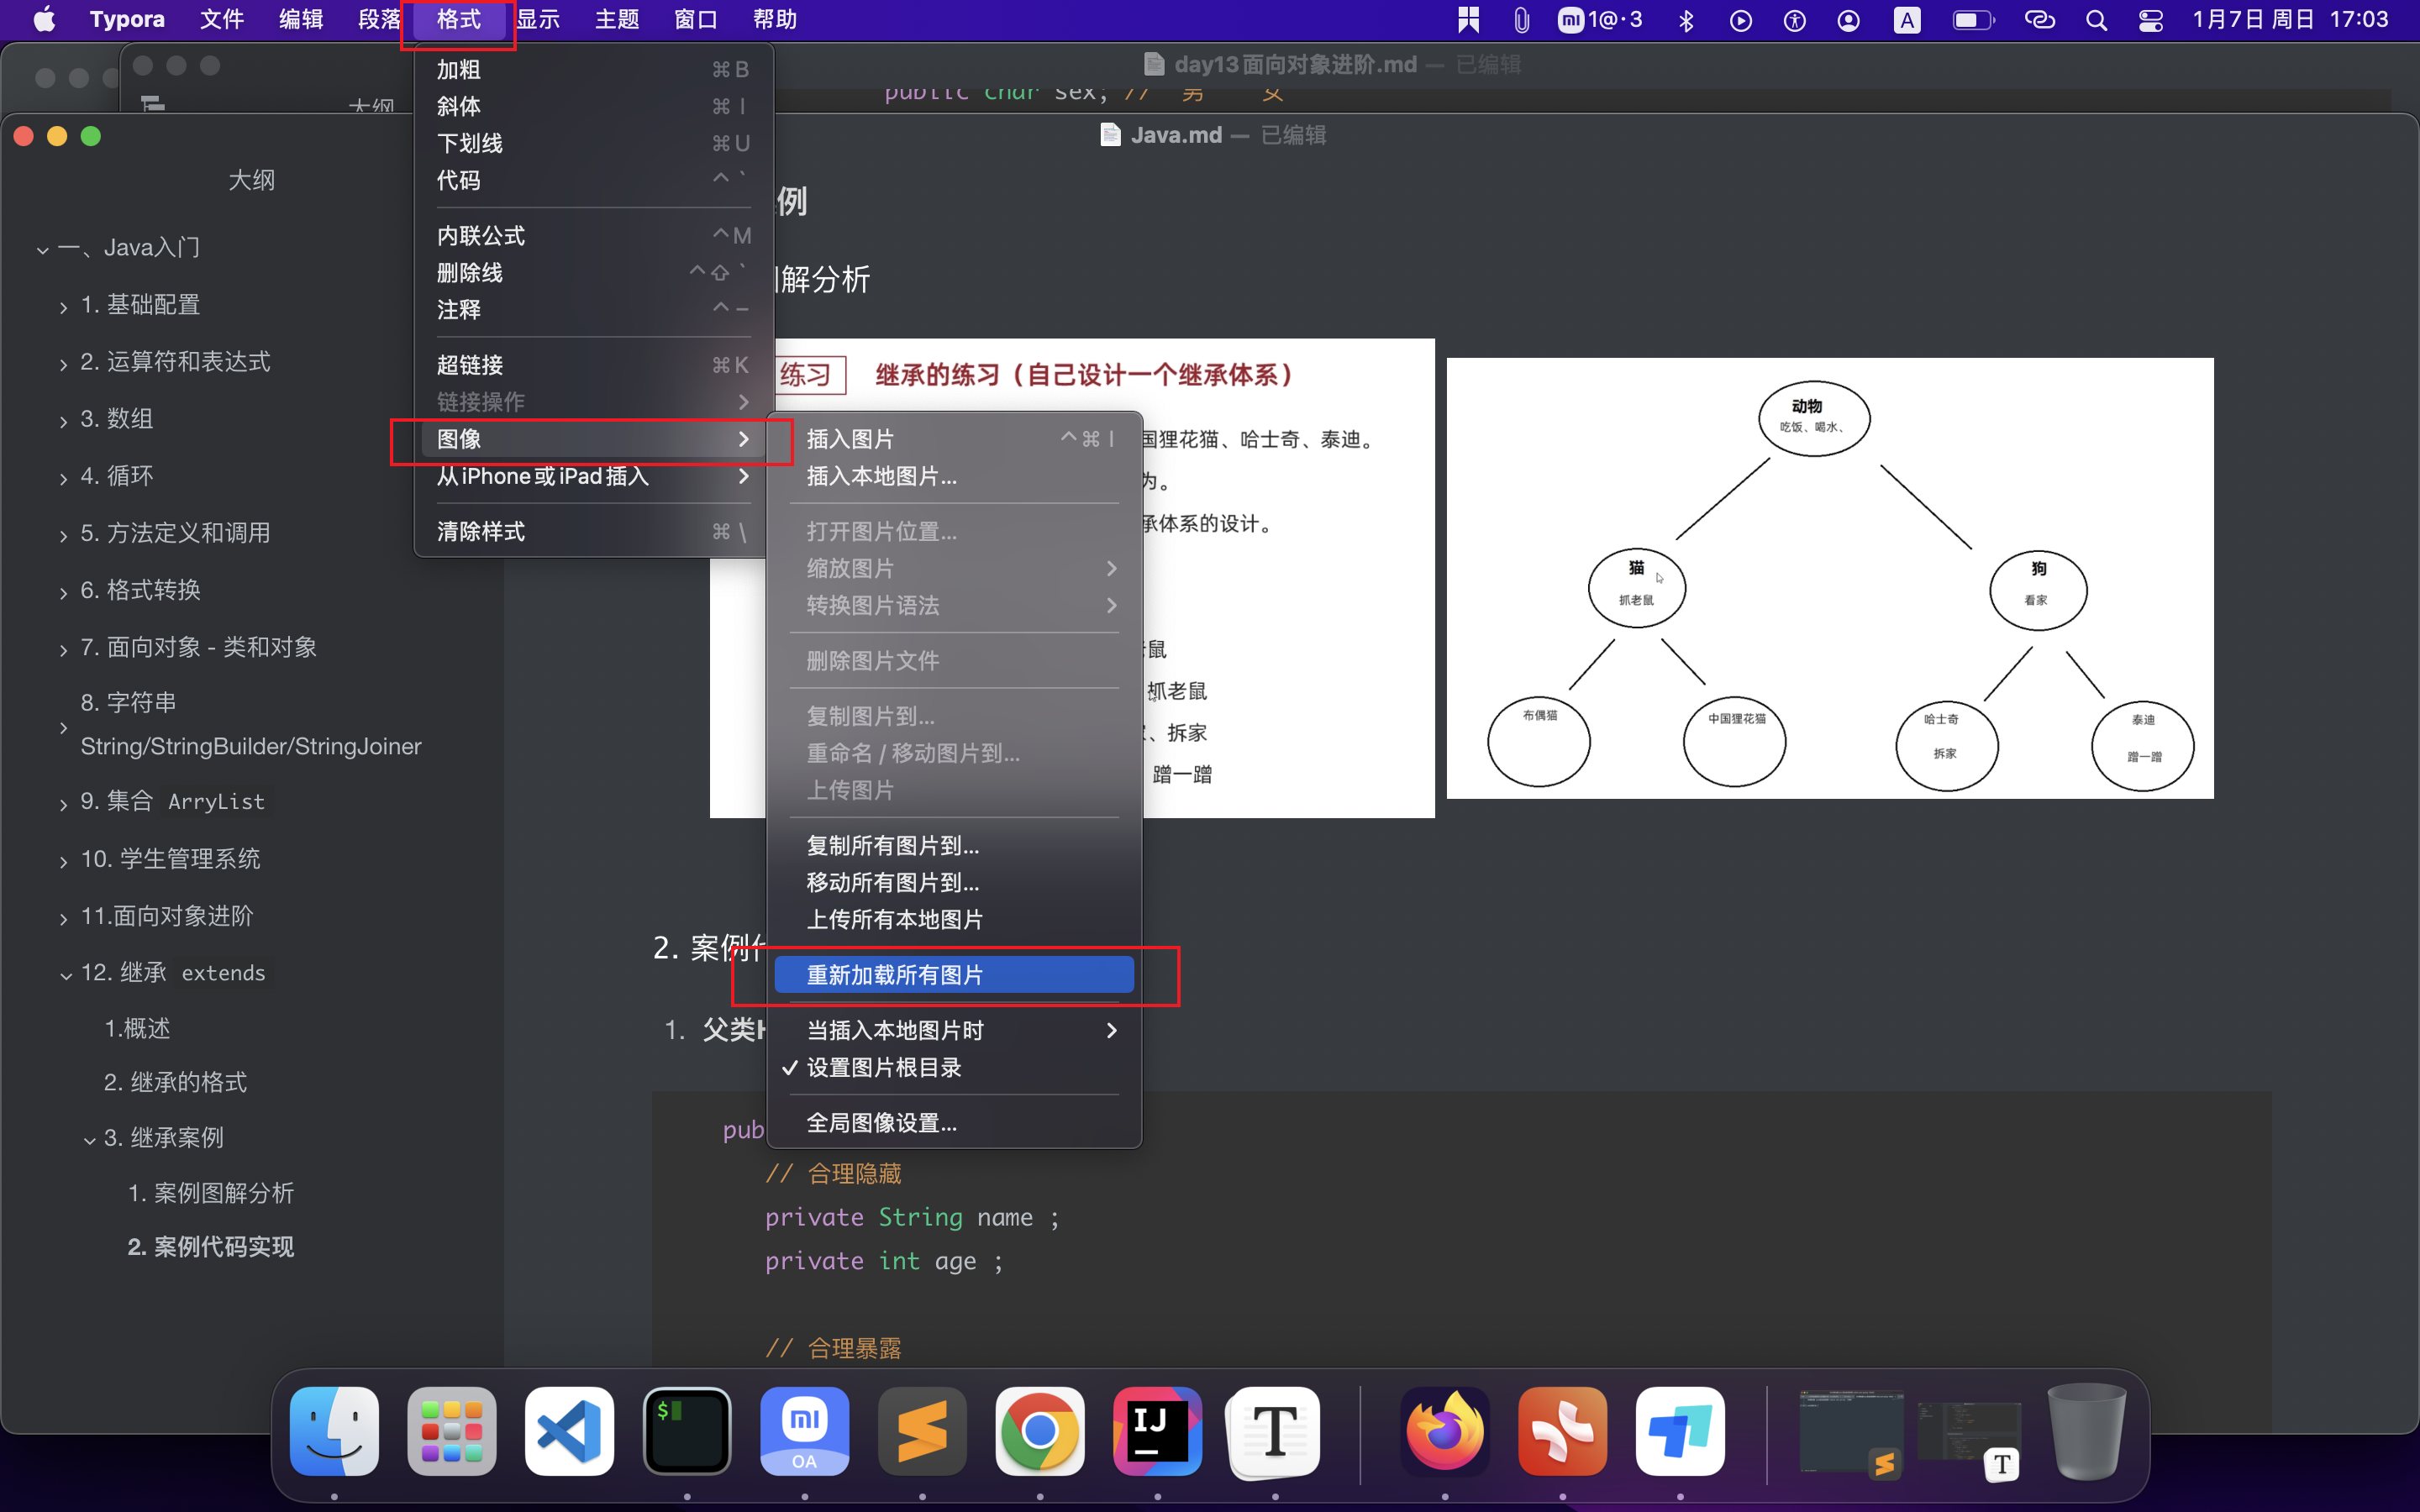 Typora 文件 编辑 段落 格式 显示 主题 窗口 帮助
1@·3 A 1月7日 周日 17:03
day13面向对象进阶.md — 已编辑
大纲
public char sex; // 男 女
Java.md — 已编辑
大纲
一、Java入门
1. 基础配置
2. 运算符和表达式
3. 数组
4. 循环
5. 方法定义和调用
6. 格式转换
7. 面向对象 - 类和对象
8. 字符串
String/StringBuilder/StringJoiner
9. 集合 ArryList
10. 学生管理系统
11.面向对象进阶
12. 继承 extends
1.概述
2. 继承的格式
3. 继承案例
1. 案例图解分析
2. 案例代码实现
加粗 ⌘B
斜体 ⌘I
下划线 ⌘U
代码 ^`
内联公式 ^M
删除线 ^⇧`
注释 ^−
超链接 ⌘K
链接操作
图像
从iPhone或iPad插入
清除样式 ⌘\
插入图片 ^⌘I
插入本地图片...
打开图片位置...
缩放图片
转换图片语法
删除图片文件
复制图片到...
重命名 / 移动图片到...
上传图片
复制所有图片到...
移动所有图片到...
上传所有本地图片
重新加载所有图片
当插入本地图片时
✓ 设置图片根目录
全局图像设置...
例
图解分析
练习 继承的练习（自己设计一个继承体系）
国狸花猫、哈士奇、泰迪。
为。
承体系的设计。
老鼠
抓老鼠
、拆家
蹭一蹭
动物
吃饭、喝水、
猫
抓老鼠
狗
看家
布偶猫
中国狸花猫
哈士奇
拆家
泰迪
蹭一蹭
2. 案例
1. 父类
pub
// 合理隐藏
private String name ;
private int age ;
// 合理暴露
$
mi
OA
IJ
T
T